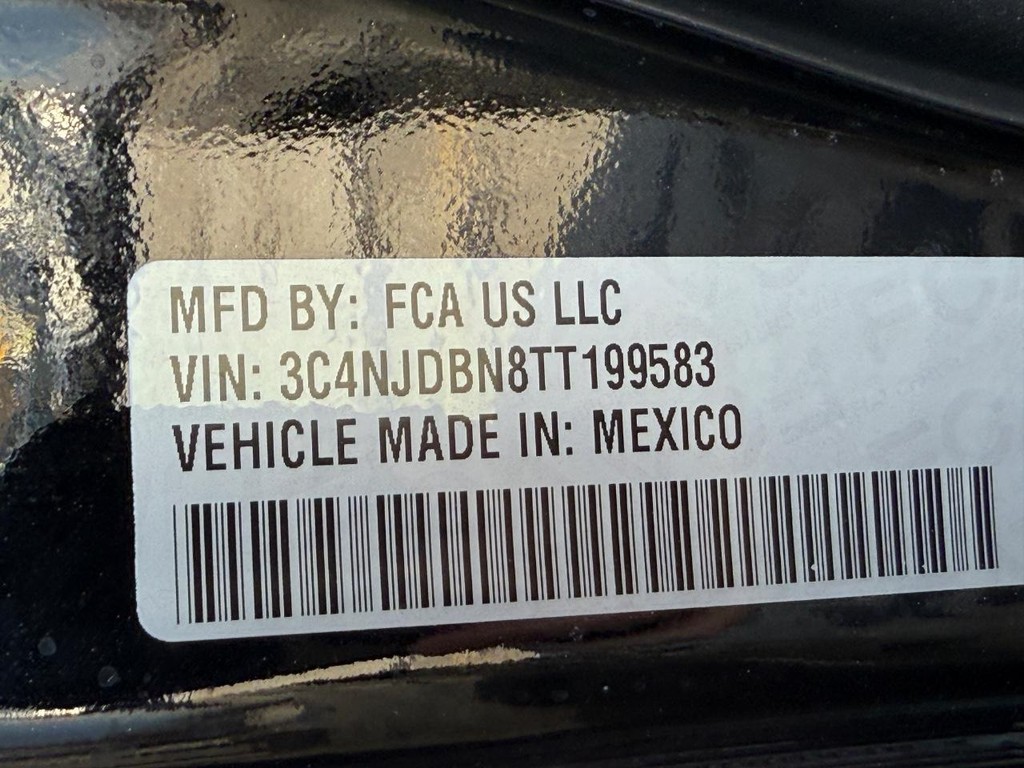 MFD BY: FCA US LLC
VIN: 3C4NJDBN8TT199583
VEHICLE MADE IN: MEXICO